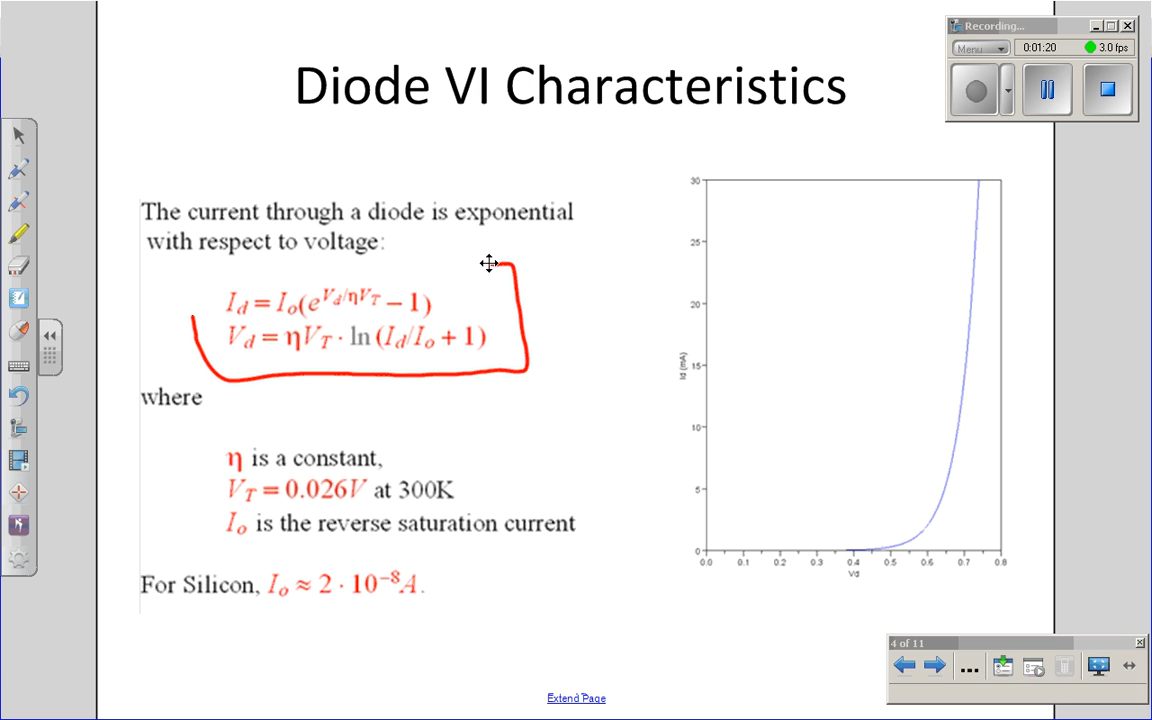 Recording...
Menu
0:01:20
3.0 fps
Diode VI Characteristics
The current through a diode is exponential
with respect to voltage:
I_d = I_o(e^{V_d/ηV_T} − 1)
V_d = ηV_T · ln (I_d/I_o + 1)
where
η is a constant,
V_T = 0.026V at 300K
I_o is the reverse saturation current
For Silicon, I_o ≈ 2 · 10^{−8}A.
30
25
20
15
10
5
0
Id (mA)
0.0 0.1 0.2 0.3 0.4 0.5 0.6 0.7 0.8
Vd
4 of 11
...
Extend Page